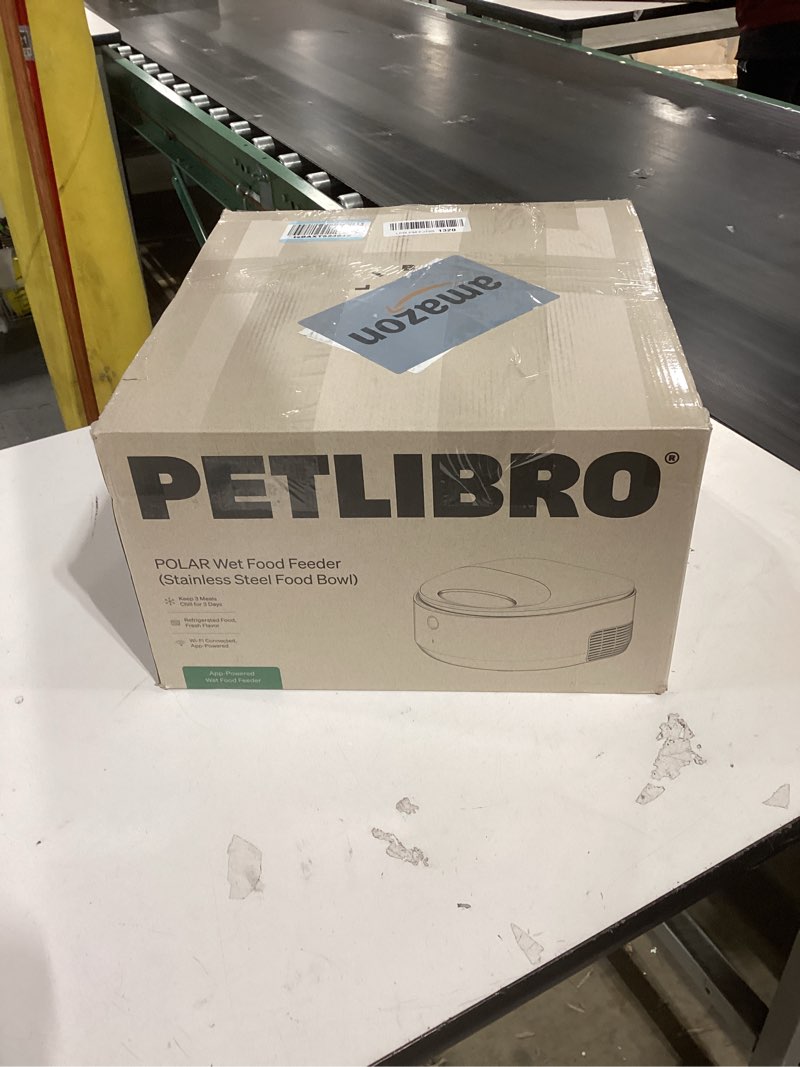 1320
amazon
PETLIBRO®
POLAR Wet Food Feeder
(Stainless Steel Food Bowl)
Keep 3 Meals
Chill for 3 Days
Refrigerated Food,
Fresh Flavor
Wi-Fi Connected,
App-Powered
App-Powered
Wet Food Feeder